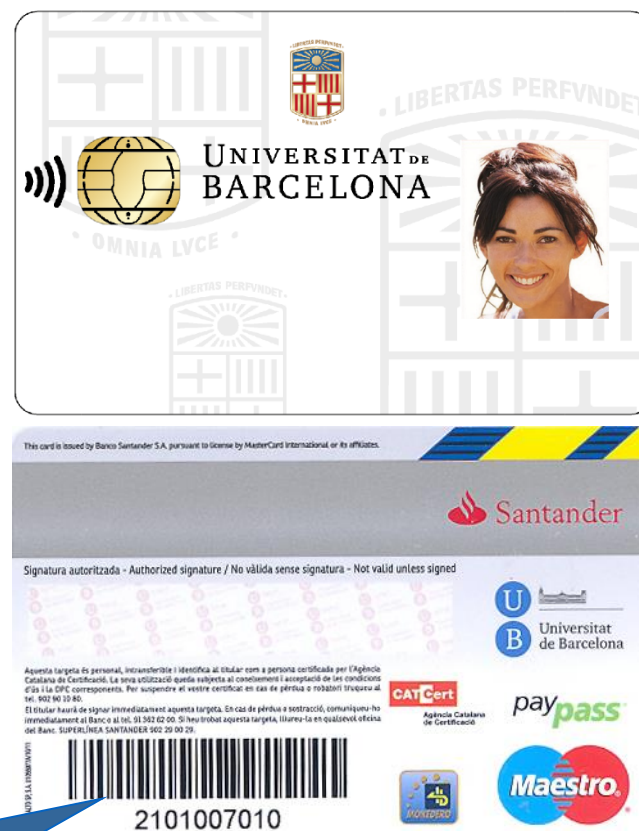 · LIBERTAS PERFVNDET ·
· OMNIA LVCE ·
· LIBERTAS PERFVNDET
UNIVERSITAT DE
BARCELONA
· OMNIA LVCE ·
· LIBERTAS PERFVNDET ·
This card is issued by Banco Santander S.A. pursuant to license by MasterCard International or its affiliates.
Santander
Signatura autoritzada - Authorized signature / No vàlida sense signatura - Not valid unless signed
U
B
Universitat
de Barcelona
Aquesta targeta és personal, intransferible i identifica al titular com a persona certificada per l'Agència
Catalana de Certificació. La seva utilització queda subjecta al coneixement i acceptació de les condicions
d'ús i la DPC corresponents. Per suspendre el vostre certificat en cas de pèrdua o robatori truqueu al
tel. 902 90 10 80.
El titular haurà de signar immediatament aquesta targeta. En cas de pèrdua o sostracció, comuniqueu-ho
immediatament al Banc o al tel. 91 362 62 00. Si heu trobat aquesta targeta, lliureu-la en qualsevol oficina
del Banc. SUPERLÍNEA SANTANDER 902 29 00 29.
CATCert
Agència Catalana
de Certificació
paypass
Maestro
MONEDERO
2101007010